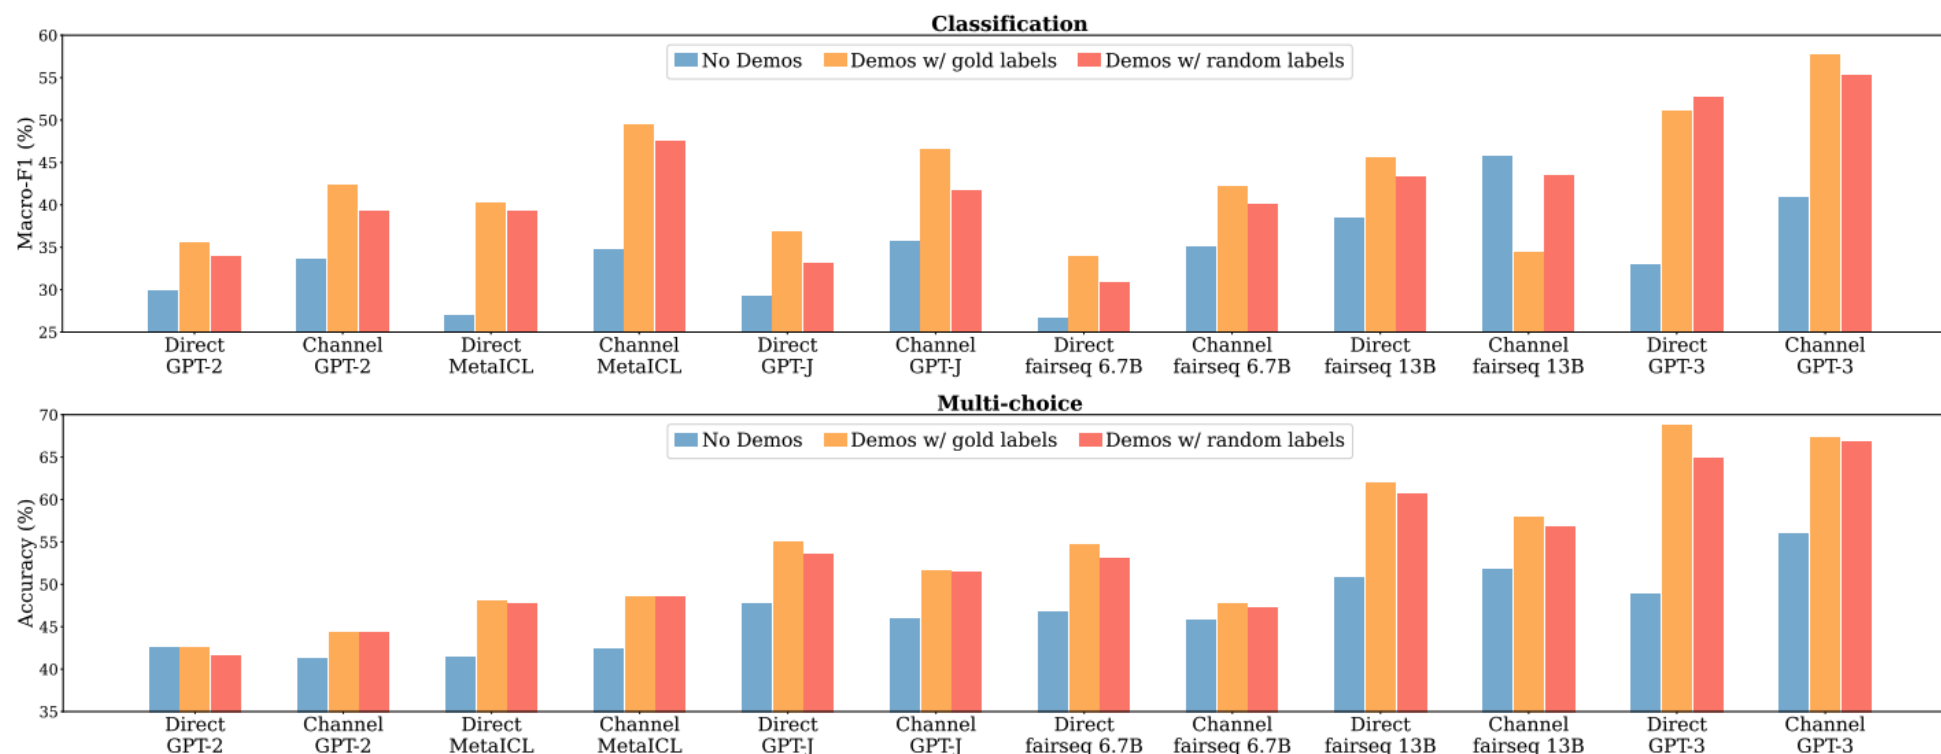 Classification
No Demos Demos w/ gold labels Demos w/ random labels
Macro-F1 (%)
60
55
50
45
40
35
30
25
Direct GPT-2
Channel GPT-2
Direct MetaICL
Channel MetaICL
Direct GPT-J
Channel GPT-J
Direct fairseq 6.7B
Channel fairseq 6.7B
Direct fairseq 13B
Channel fairseq 13B
Direct GPT-3
Channel GPT-3
Multi-choice
No Demos Demos w/ gold labels Demos w/ random labels
Accuracy (%)
70
65
60
55
50
45
40
35
Direct GPT-2
Channel GPT-2
Direct MetaICL
Channel MetaICL
Direct GPT-J
Channel GPT-J
Direct fairseq 6.7B
Channel fairseq 6.7B
Direct fairseq 13B
Channel fairseq 13B
Direct GPT-3
Channel GPT-3